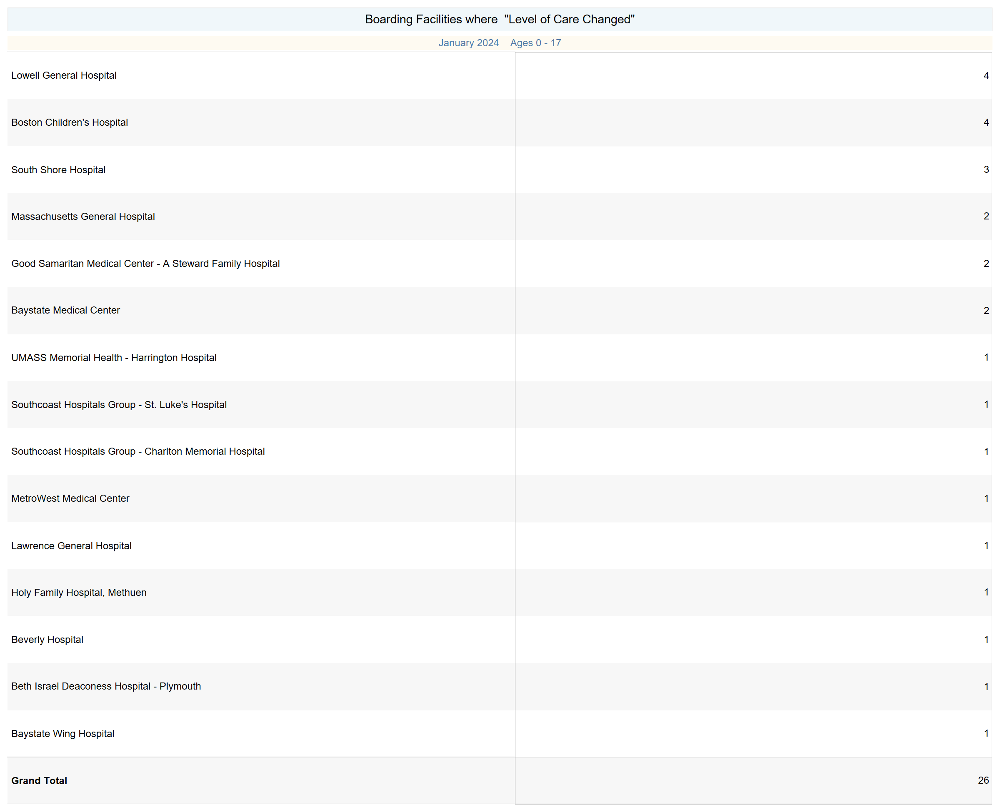 Boarding Facilities where "Level of Care Changed"
January 2024 Ages 0 - 17
Lowell General Hospital 4
Boston Children's Hospital 4
South Shore Hospital 3
Massachusetts General Hospital 2
Good Samaritan Medical Center - A Steward Family Hospital 2
Baystate Medical Center 2
UMASS Memorial Health - Harrington Hospital 1
Southcoast Hospitals Group - St. Luke's Hospital 1
Southcoast Hospitals Group - Charlton Memorial Hospital 1
MetroWest Medical Center 1
Lawrence General Hospital 1
Holy Family Hospital, Methuen 1
Beverly Hospital 1
Beth Israel Deaconess Hospital - Plymouth 1
Baystate Wing Hospital 1
Grand Total 26